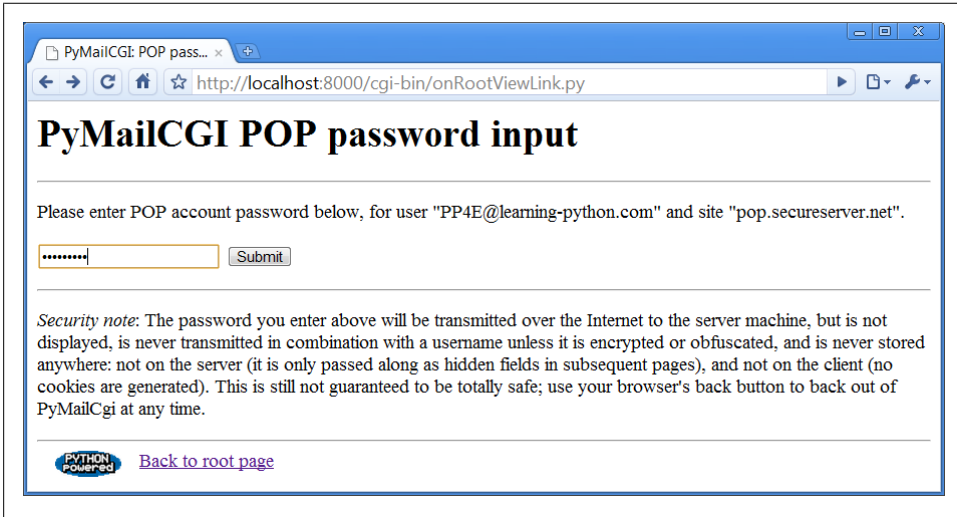 PyMailCGI: POP pass...
http://localhost:8000/cgi-bin/onRootViewLink.py
PyMailCGI POP password input
Please enter POP account password below, for user "PP4E@learning-python.com" and site "pop.secureserver.net".
Submit
Security note: The password you enter above will be transmitted over the Internet to the server machine, but is not
displayed, is never transmitted in combination with a username unless it is encrypted or obfuscated, and is never stored
anywhere: not on the server (it is only passed along as hidden fields in subsequent pages), and not on the client (no
cookies are generated). This is still not guaranteed to be totally safe; use your browser's back button to back out of
PyMailCgi at any time.
PYTHON
Powered
Back to root page